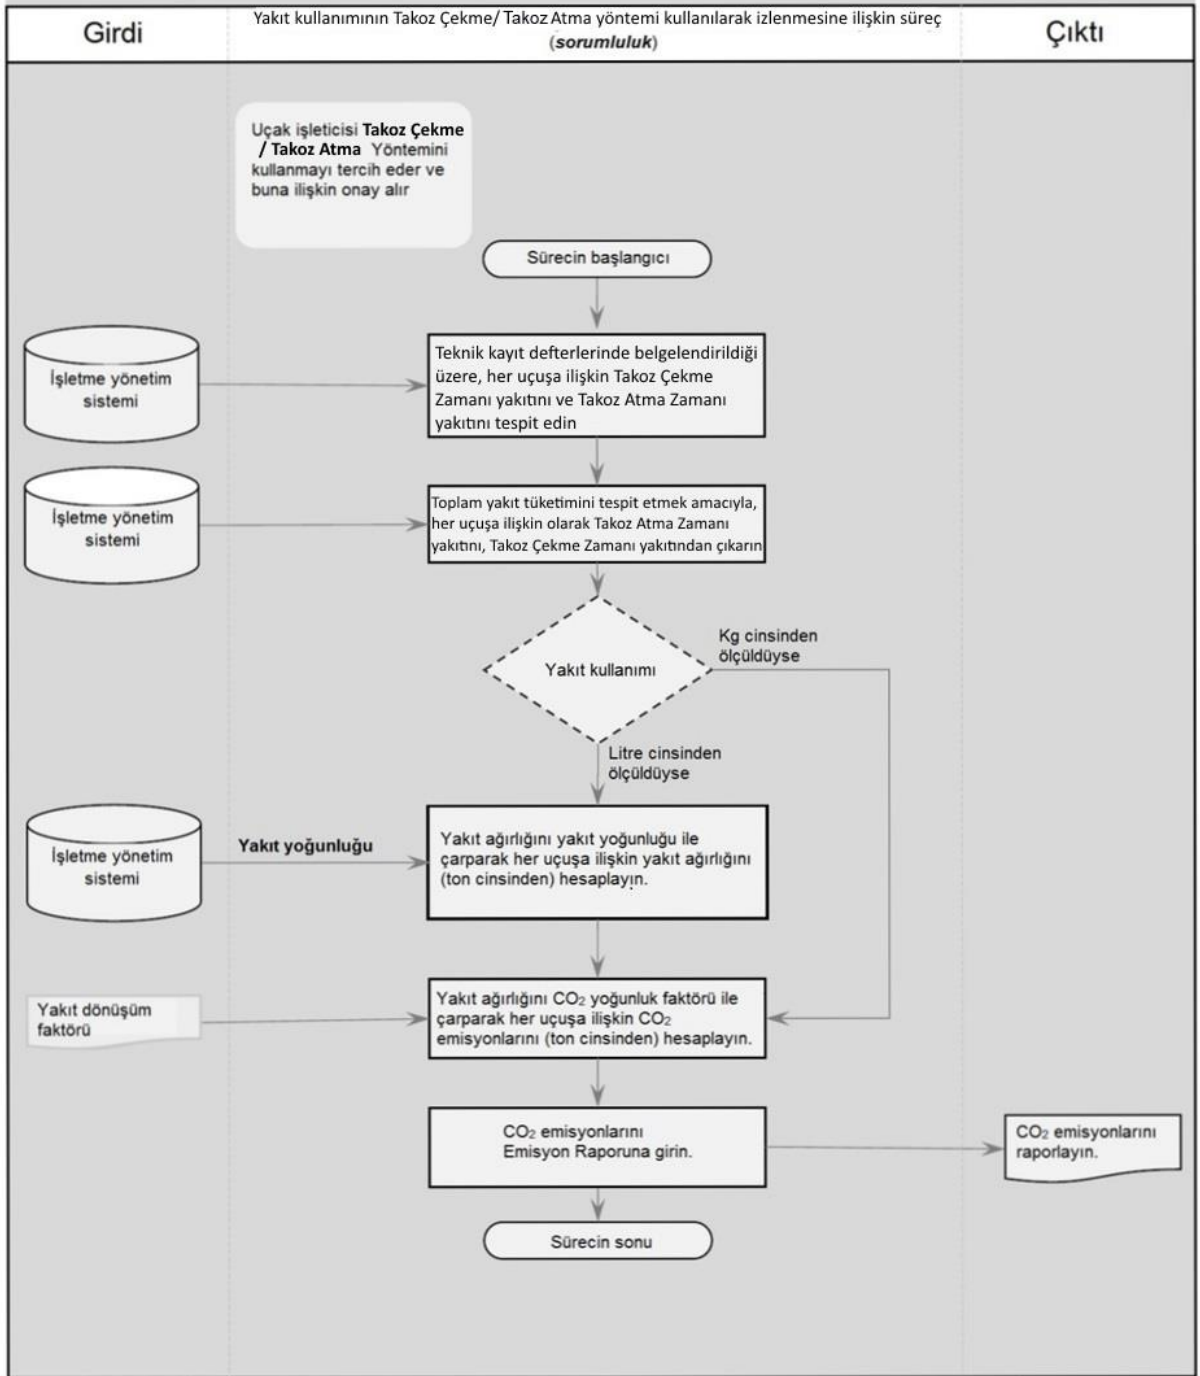 Girdi
Yakıt kullanımının Takoz Çekme/ Takoz Atma yöntemi kullanılarak izlenmesine ilişkin süreç
(sorumluluk)
Çıktı
Uçak işleticisi Takoz Çekme
/ Takoz Atma Yöntemini
kullanmayı tercih eder ve
buna ilişkin onay alır
Sürecin başlangıcı
İşletme yönetim
sistemi
Teknik kayıt defterlerinde belgelendirildiği
üzere, her uçuşa ilişkin Takoz Çekme
Zamanı yakıtını ve Takoz Atma Zamanı
yakıtını tespit edin
İşletme yönetim
sistemi
Toplam yakıt tüketimini tespit etmek amacıyla,
her uçuşa ilişkin olarak Takoz Atma Zamanı
yakıtını, Takoz Çekme Zamanı yakıtından çıkarın
Yakıt kullanımı
Kg cinsinden
ölçüldüyse
Litre cinsinden
ölçüldüyse
İşletme yönetim
sistemi
Yakıt yoğunluğu
Yakıt ağırlığını yakıt yoğunluğu ile
çarparak her uçuşa ilişkin yakıt ağırlığını
(ton cinsinden) hesaplayın.
Yakıt dönüşüm
faktörü
Yakıt ağırlığını CO₂ yoğunluk faktörü ile
çarparak her uçuşa ilişkin CO₂
emisyonlarını (ton cinsinden) hesaplayın.
CO₂ emisyonlarını
Emisyon Raporuna girin.
CO₂ emisyonlarını
raporlayın.
Sürecin sonu